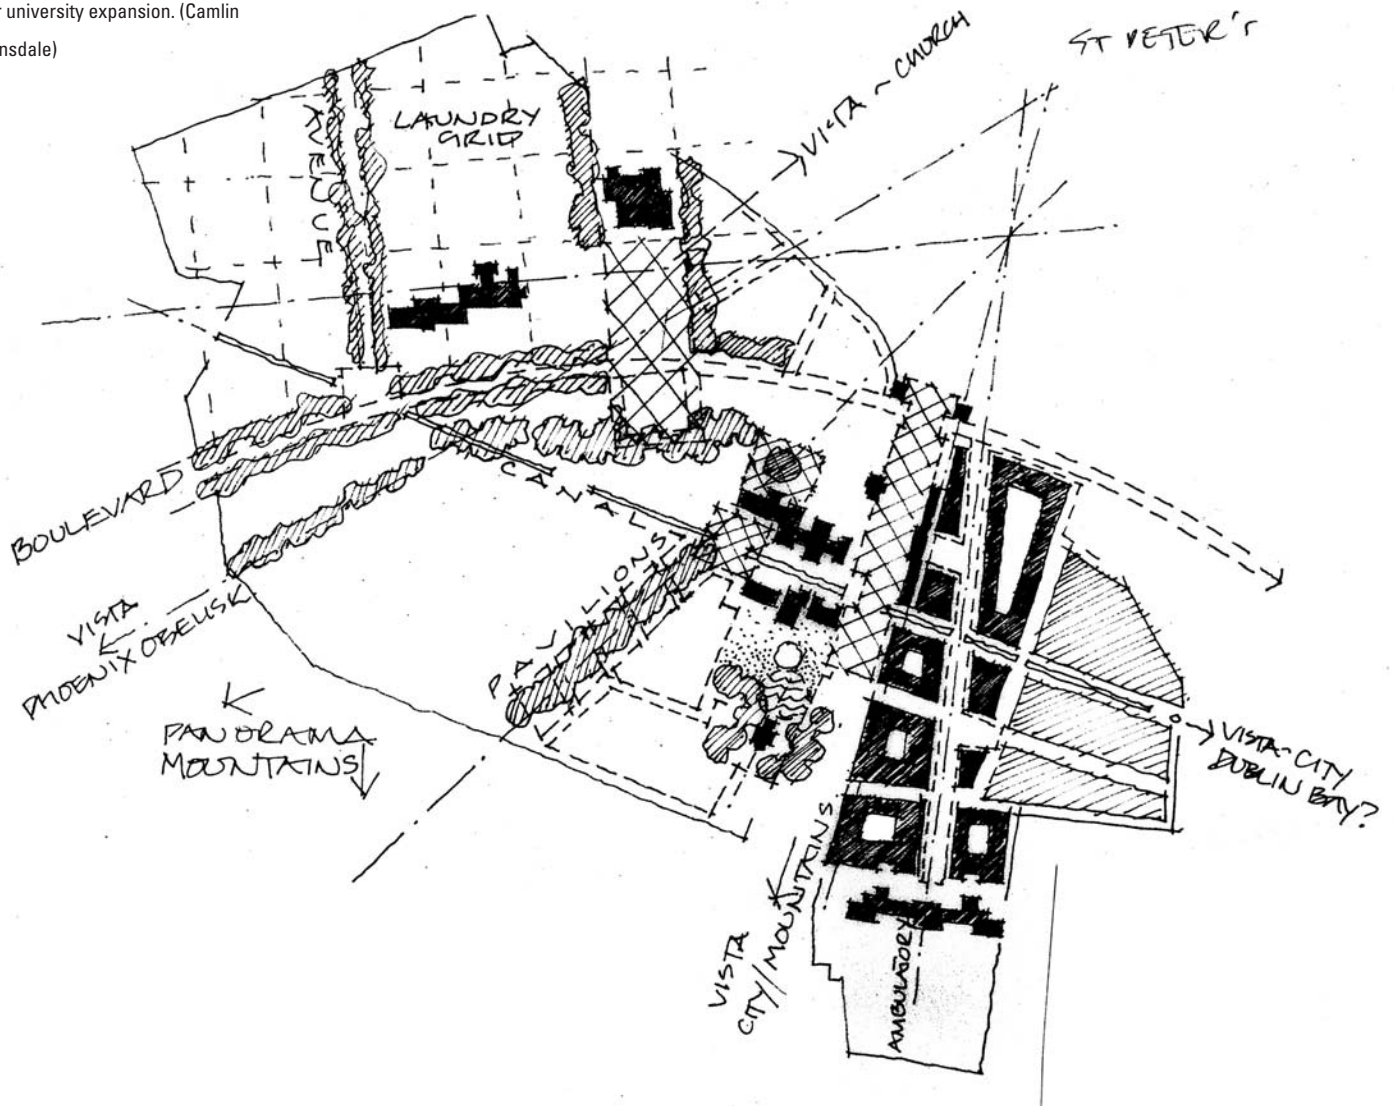 r university expansion. (Camlin
nsdale)
ST PETER'S
VISTA - CHURCH
AVENUE
LAUNDRY
GRID
BOULEVARD
CANAL
PAVILIONS
VISTA
PHOENIX OBELISK
PANORAMA
MOUNTAINS
VISTA-CITY
DUBLIN BAY?
VISTA
CITY/MOUNTAINS
AMBULATORY